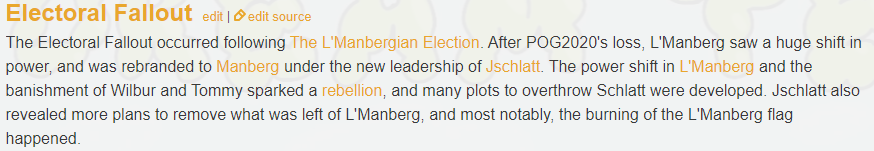 Electoral Fallout edit | edit source
The Electoral Fallout occurred following The L'Manbergian Election. After POG2020's loss, L'Manberg saw a huge shift in
power, and was rebranded to Manberg under the new leadership of Jschlatt. The power shift in L'Manberg and the
banishment of Wilbur and Tommy sparked a rebellion, and many plots to overthrow Schlatt were developed. Jschlatt also
revealed more plans to remove what was left of L'Manberg, and most notably, the burning of the L'Manberg flag
happened.